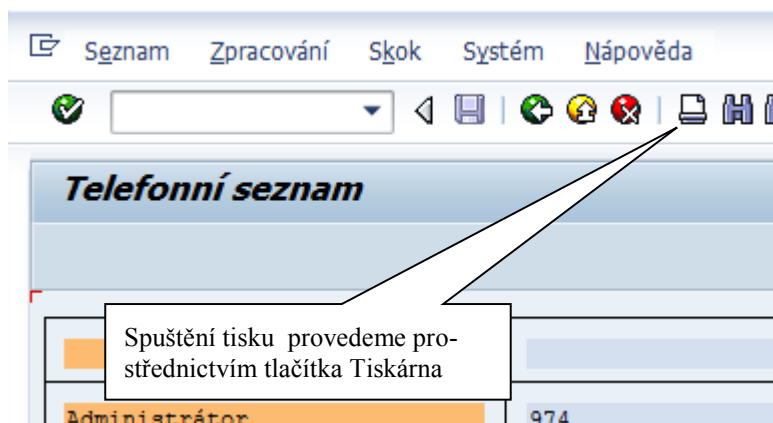 Seznam Zpracování Skok Systém Nápověda
Telefonní seznam
Spuštění tisku provedeme pro-
střednictvím tlačítka Tiskárna
Administrátor 974